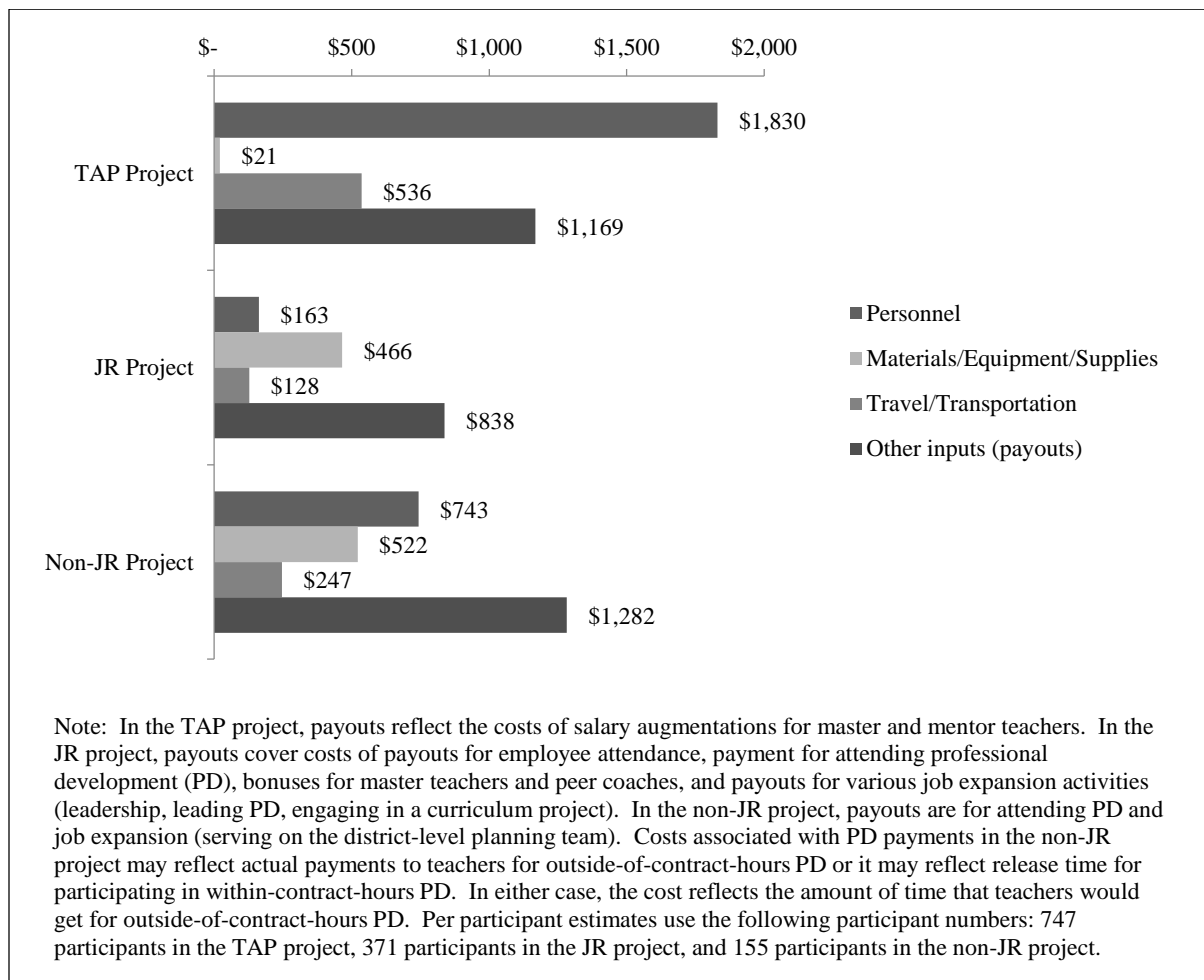 $- $500 $1,000 $1,500 $2,000
$1,830
$21
TAP Project
$536
$1,169
$163
$466
JR Project
$128
$838
$743
$522
Non-JR Project
$247
$1,282
Personnel
Materials/Equipment/Supplies
Travel/Transportation
Other inputs (payouts)
Note:  In the TAP project, payouts reflect the costs of salary augmentations for master and mentor teachers.  In the
JR project, payouts cover costs of payouts for employee attendance, payment for attending professional
development (PD), bonuses for master teachers and peer coaches, and payouts for various job expansion activities
(leadership, leading PD, engaging in a curriculum project).  In the non-JR project, payouts are for attending PD and
job expansion (serving on the district-level planning team).  Costs associated with PD payments in the non-JR
project may reflect actual payments to teachers for outside-of-contract-hours PD or it may reflect release time for
participating in within-contract-hours PD.  In either case, the cost reflects the amount of time that teachers would
get for outside-of-contract-hours PD.  Per participant estimates use the following participant numbers: 747
participants in the TAP project, 371 participants in the JR project, and 155 participants in the non-JR project.